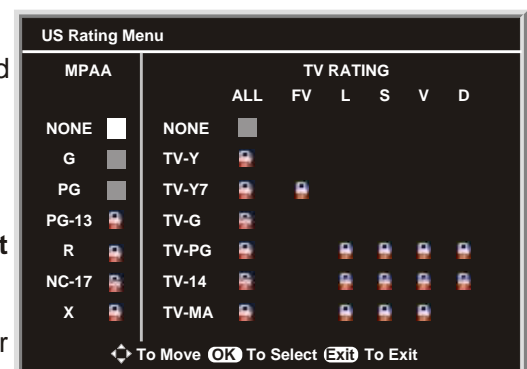 US Rating Menu
MPAA TV RATING
ALL FV L S V D
NONE NONE
G TV-Y
PG TV-Y7
PG-13 TV-G
R TV-PG
NC-17 TV-14
X TV-MA
To Move OK To Select Exit To Exit